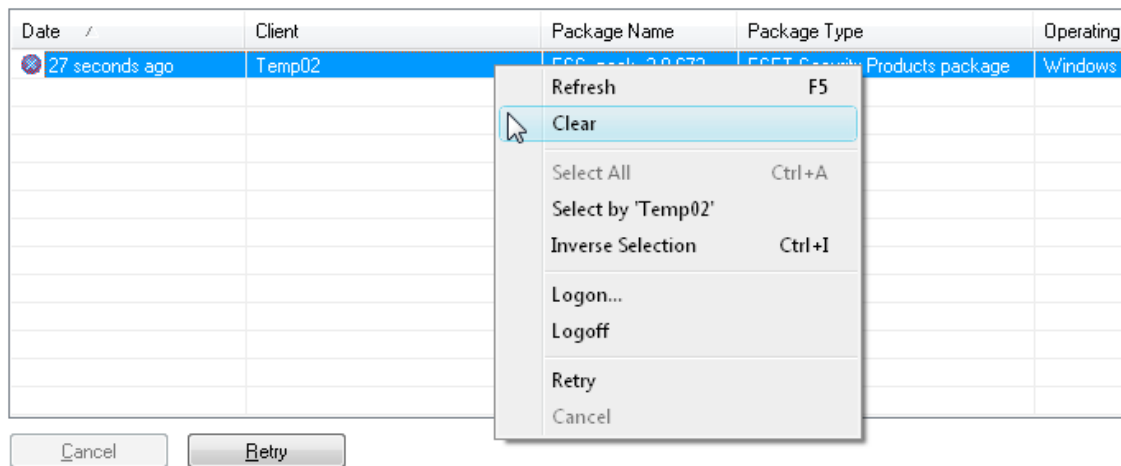 Date Client Package Name Package Type Operating
27 seconds ago Temp02 ESET Security Products package Windows
Refresh F5
Clear
Select All Ctrl+A
Select by 'Temp02'
Inverse Selection Ctrl+I
Logon...
Logoff
Retry
Cancel
Cancel Retry